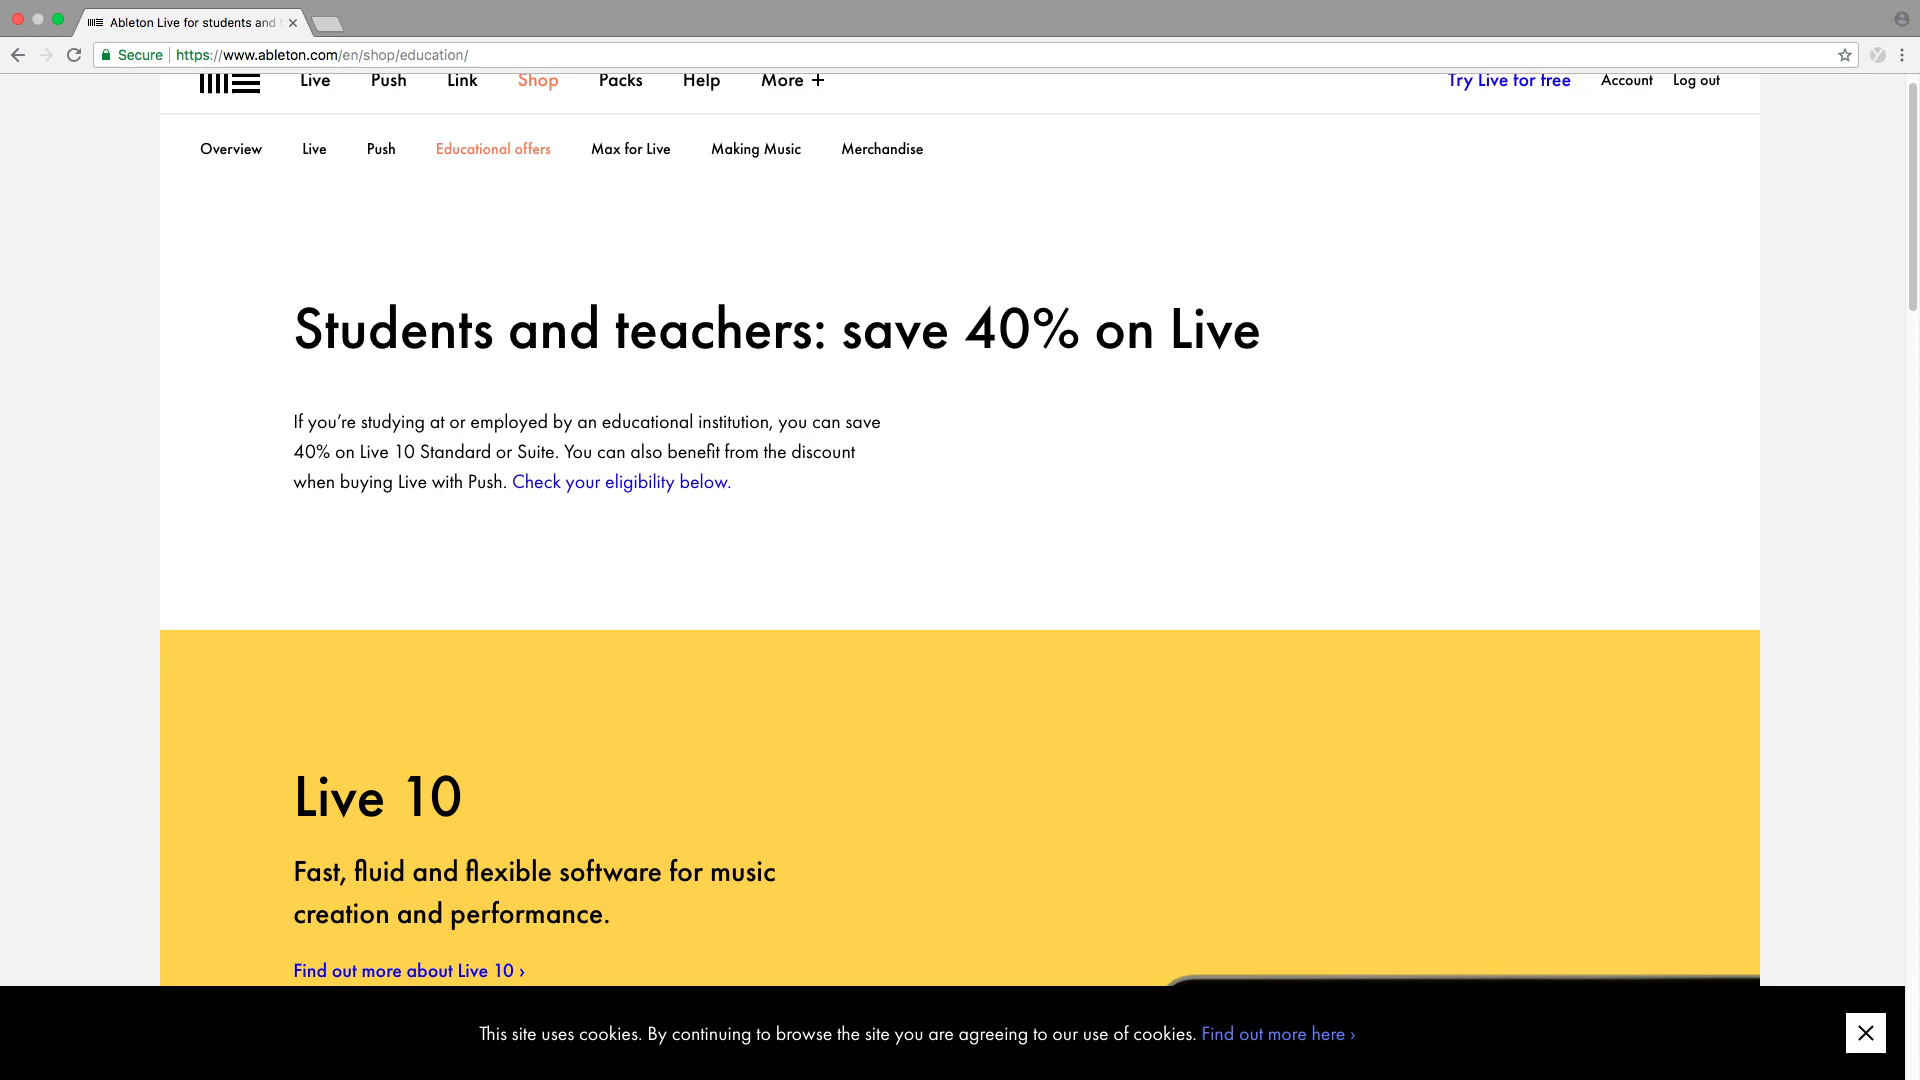 Ableton Live for students and
Secure https://www.ableton.com/en/shop/education/
Live Push Link Shop Packs Help More + Try Live for free Account Log out
Overview Live Push Educational offers Max for Live Making Music Merchandise
Students and teachers: save 40% on Live
If you’re studying at or employed by an educational institution, you can save
40% on Live 10 Standard or Suite. You can also benefit from the discount
when buying Live with Push. Check your eligibility below.
Live 10
Fast, fluid and flexible software for music
creation and performance.
Find out more about Live 10 ›
This site uses cookies. By continuing to browse the site you are agreeing to our use of cookies. Find out more here ›